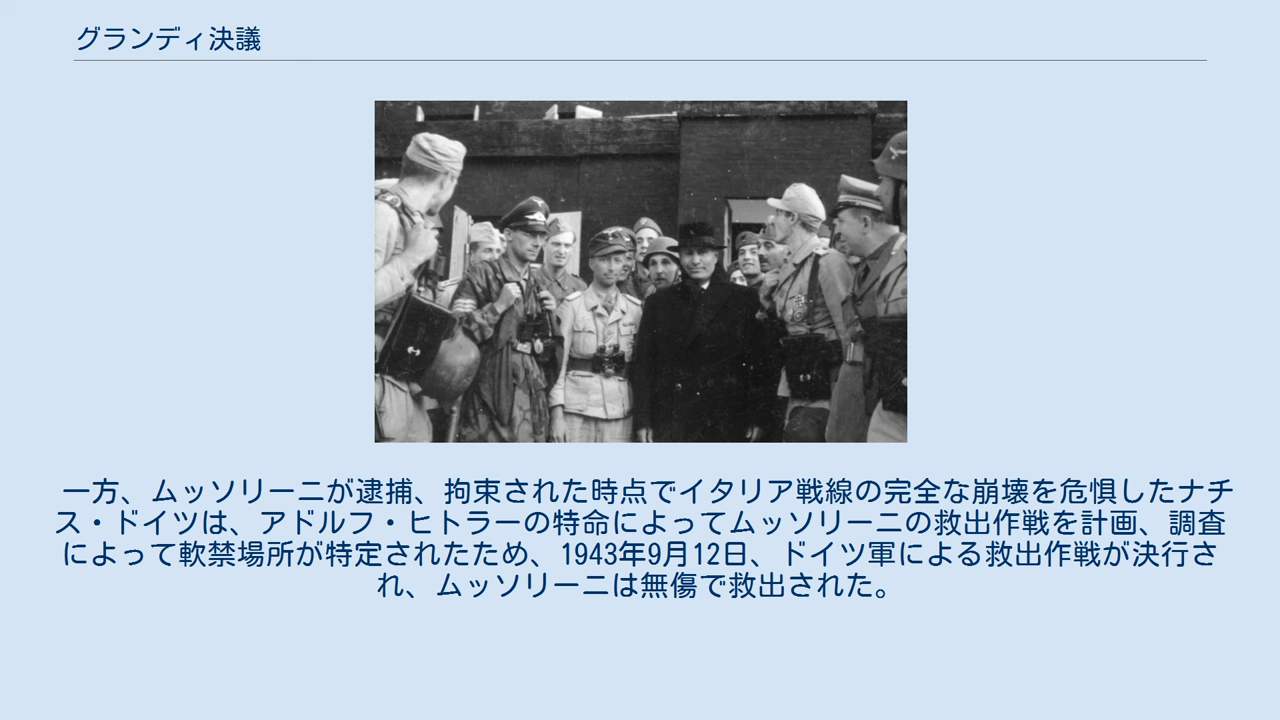 グランディ決議
一方、ムッソリーニが逮捕、拘束された時点でイタリア戦線の完全な崩壊を危惧したナチ
ス・ドイツは、アドルフ・ヒトラーの特命によってムッソリーニの救出作戦を計画、調査
によって軟禁場所が特定されたため、1943年9月12日、ドイツ軍による救出作戦が決行さ
れ、ムッソリーニは無傷で救出された。